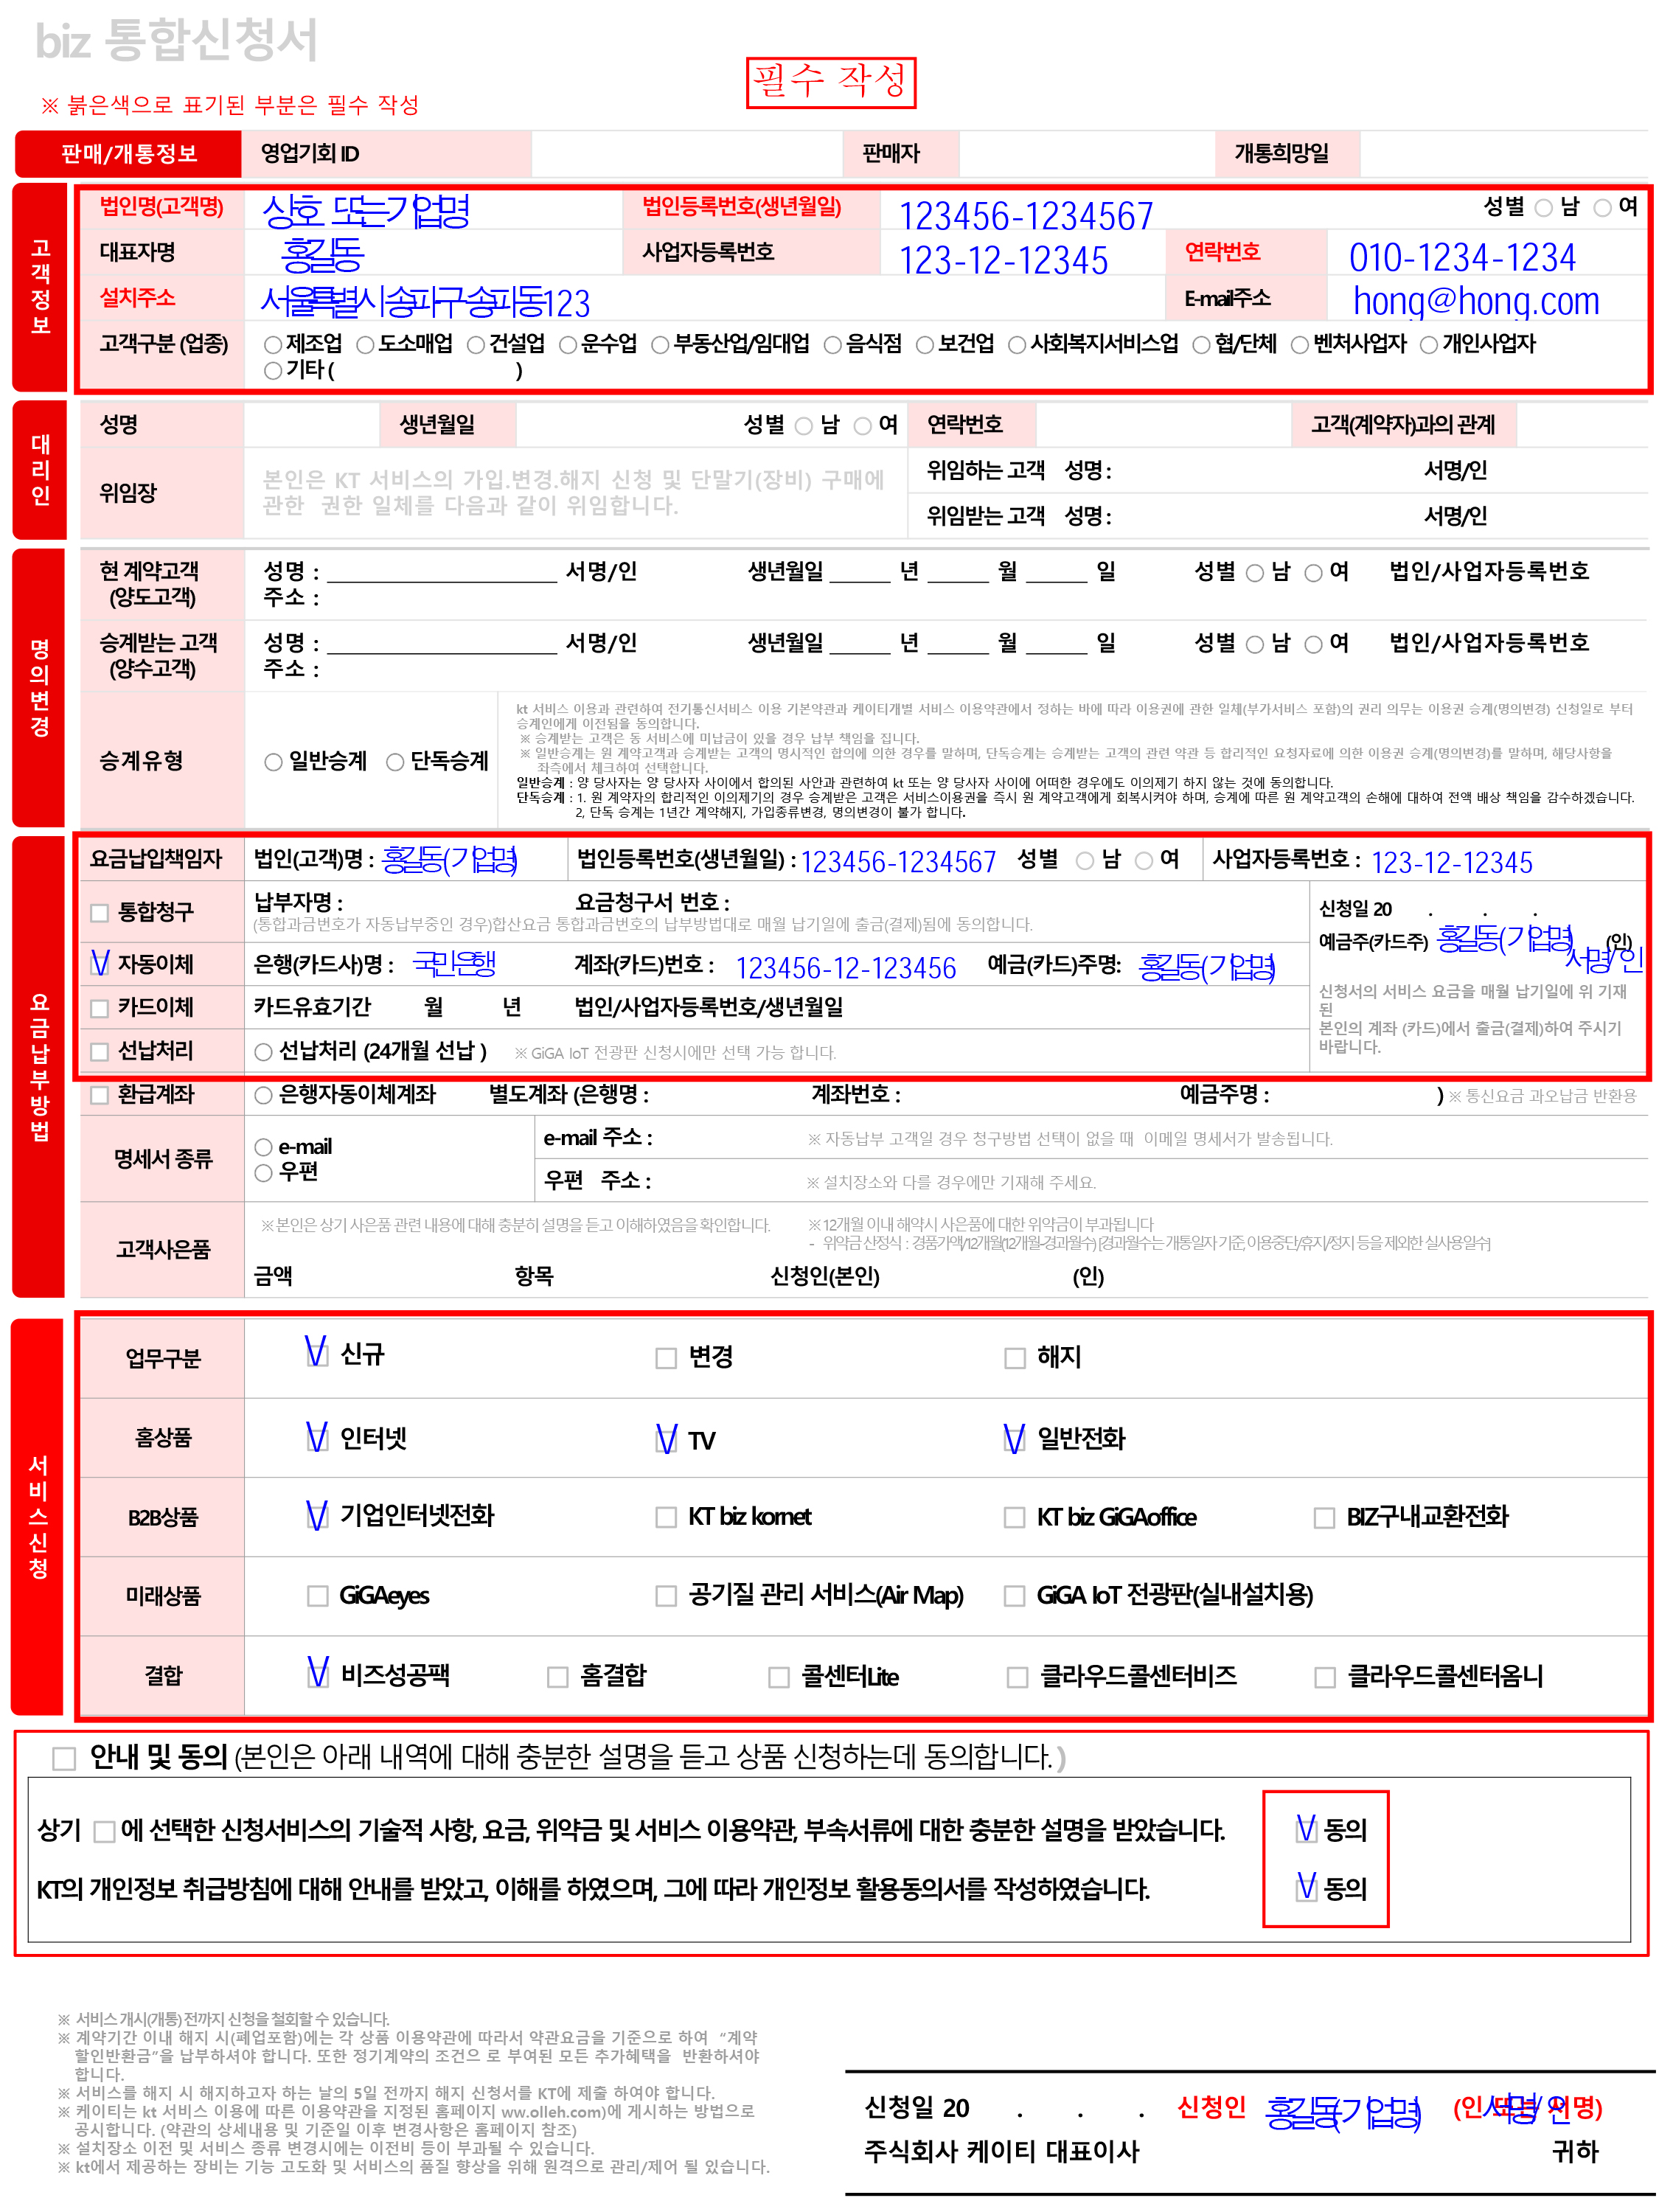 biz 통합신청서
필수 작성
※ 붉은색으로 표기된 부분은 필수 작성
판매/개통정보 영업기회 ID 판매자 개통희망일
고객정보
법인명(고객명) 상호 또는 기업명 법인등록번호(생년월일) 123456-1234567 성별 ○ 남 ○ 여
대표자명 홍길동 사업자등록번호 123-12-12345 연락번호 010-1234-1234
설치주소 서울특별시 송파구 송파동 123 E-mail주소 hong@hong.com
고객구분 (업종) ○ 제조업 ○ 도소매업 ○ 건설업 ○ 운수업 ○ 부동산업/임대업 ○ 음식점 ○ 보건업 ○ 사회복지서비스업 ○ 협/단체 ○ 벤처사업자 ○ 개인사업자
○ 기타 ( )
대리인
성명 생년월일 성별 ○ 남 ○ 여 연락번호 고객(계약자)과의 관계
위임장
본인은 KT 서비스의 가입.변경.해지 신청 및 단말기(장비) 구매에
관한 권한 일체를 다음과 같이 위임합니다.
위임하는 고객 성명 : 서명/인
위임받는 고객 성명 : 서명/인
명의변경
현 계약고객 성명 : ________ 서명/인 생년월일 ____ 년 ____ 월 ____ 일 성별 ○ 남 ○ 여 법인/사업자등록번호
(양도고객) 주소 :
승계받는 고객 성명 : ________ 서명/인 생년월일 ____ 년 ____ 월 ____ 일 성별 ○ 남 ○ 여 법인/사업자등록번호
(양수고객) 주소 :
승계유형 ○ 일반승계 ○ 단독승계
kt 서비스 이용과 관련하여 전기통신서비스 이용 기본약관과 케이티개별 서비스 이용약관에서 정하는 바에 따라 이용권에 관한 일체(부가서비스 포함)의 권리 의무는 이용권 승계(명의변경) 신청일로 부터
승계인에게 이전됨을 동의합니다.
※ 승계받는 고객은 동 서비스에 미납금이 있을 경우 납부 책임을 집니다.
※ 일반승계는 원 계약고객과 승계받는 고객의 명시적인 합의에 의한 경우를 말하며, 단독승계는 승계받는 고객의 관련 약관 등 합리적인 요청자료에 의한 이용권 승계(명의변경)를 말하며, 해당사항을
좌측에서 체크하여 선택합니다.
일반승계 : 양 당사자는 양 당사자 사이에서 합의된 사안과 관련하여 kt 또는 양 당사자 사이에 어떠한 경우에도 이의제기 하지 않는 것에 동의합니다.
단독승계 : 1. 원 계약자의 합리적인 이의제기의 경우 승계받은 고객은 서비스이용권을 즉시 원 계약고객에게 회복시켜야 하며, 승계에 따른 원 계약고객의 손해에 대하여 전액 배상 책임을 감수하겠습니다.
2, 단독 승계는 1년간 계약해지, 가입종류변경, 명의변경이 불가 합니다.
요금납부방법
요금납입책임자 법인(고객)명 : 홍길동(기업명) 법인등록번호(생년월일) : 123456-1234567 성별 ○ 남 ○ 여 사업자등록번호 : 123-12-12345
□ 통합청구 납부자명 : 요금청구서 번호 :
(통합과금번호가 자동납부중인 경우)합산요금 통합과금번호의 납부방법대로 매월 납기일에 출금(결제)됨에 동의합니다.
V 자동이체 은행(카드사)명 : 국민은행 계좌(카드)번호 : 123456-12-123456 예금(카드)주명: 홍길동(기업명)
□ 카드이체 카드유효기간 월 년 법인/사업자등록번호/생년월일
□ 선납처리 ○ 선납처리 (24개월 선납 ) ※ GiGA IoT 전광판 신청시에만 선택 가능 합니다.
신청일 20 . . .
예금주(카드주) 홍길동(기업명) (인)
서명/인
신청서의 서비스 요금을 매월 납기일에 위 기재
된
본인의 계좌 (카드)에서 출금(결제)하여 주시기
바랍니다.
□ 환급계좌 ○ 은행자동이체계좌 별도계좌 (은행명 : 계좌번호 : 예금주명 : ) ※ 통신요금 과오납금 반환용
명세서 종류
○ e-mail e-mail 주소 : ※ 자동납부 고객일 경우 청구방법 선택이 없을 때 이메일 명세서가 발송됩니다.
○ 우편 우편 주소 : ※ 설치장소와 다를 경우에만 기재해 주세요.
고객사은품
※본인은 상기 사은품 관련 내용에 대해 충분히 설명을 듣고 이해하였음을 확인합니다. ※12개월 이내 해약시 사은품에 대한 위약금이 부과됩니다
- 위약금 산정식 : 경품가액/12개월(12개월-경과월수) [경과월수는 개통일자 기준, 이용중단/휴지/정지 등을 제외한 실사용일수]
금액 항목 신청인(본인) (인)
서비스신청
업무구분 V 신규 □ 변경 □ 해지
홈상품 V 인터넷 V TV V 일반전화
B2B상품 V 기업인터넷전화 □ KT biz kornet □ KT biz GiGAoffice □ BIZ구내교환전화
미래상품 □ GiGAeyes □ 공기질 관리 서비스(Air Map) □ GiGA IoT 전광판(실내설치용)
결합 V 비즈성공팩 □ 홈결합 □ 콜센터Lite □ 클라우드콜센터비즈 □ 클라우드콜센터옴니
□ 안내 및 동의 (본인은 아래 내역에 대해 충분한 설명을 듣고 상품 신청하는데 동의합니다. )
상기 □에 선택한 신청서비스의 기술적 사항, 요금, 위약금 및 서비스 이용약관, 부속서류에 대한 충분한 설명을 받았습니다. V 동의
KT의 개인정보 취급방침에 대해 안내를 받았고, 이해를 하였으며, 그에 따라 개인정보 활용동의서를 작성하였습니다. V 동의
※ 서비스 개시(개통) 전까지 신청을 철회할 수 있습니다.
※ 계약기간 이내 해지 시(폐업포함)에는 각 상품 이용약관에 따라서 약관요금을 기준으로 하여 “계약
할인반환금”을 납부하셔야 합니다. 또한 정기계약의 조건으 로 부여된 모든 추가혜택을 반환하셔야
합니다.
※ 서비스를 해지 시 해지하고자 하는 날의 5일 전까지 해지 신청서를 KT에 제출 하여야 합니다.
※ 케이티는 kt 서비스 이용에 따른 이용약관을 지정된 홈페이지 ww.olleh.com)에 게시하는 방법으로
공시합니다. (약관의 상세내용 및 기준일 이후 변경사항은 홈페이지 참조)
※ 설치장소 이전 및 서비스 종류 변경시에는 이전비 등이 부과될 수 있습니다.
※ kt에서 제공하는 장비는 기능 고도화 및 서비스의 품질 향상을 위해 원격으로 관리/제어 될 있습니다.
신청일 20 . . . 신청인 홍길동(기업명) (인 또는 서명) 서명/인
주식회사 케이티 대표이사 귀하